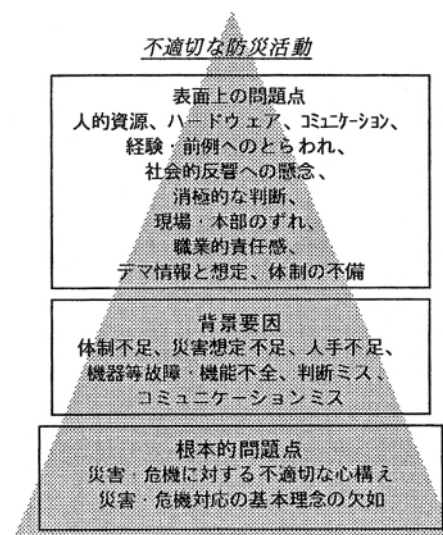 不適切な防災活動
表面上の問題点
人的資源、ハードウェア、コミュニケーション、
経験・前例へのとらわれ、
社会的反響への懸念、
消極的な判断、
現場・本部のずれ、
職業的責任感、
デマ情報と想定、体制の不備
背景要因
体制不足、災害想定不足、人手不足、
機器等故障・機能不全、判断ミス、
コミュニケーションミス
根本的問題点
災害・危機に対する不適切な心構え
災害・危機対応の基本理念の欠如